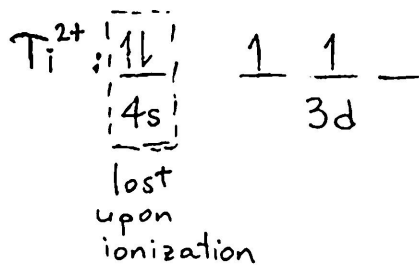 Ti²⁺: 1⇂ 1 1
4s 3d
lost
upon
ionization